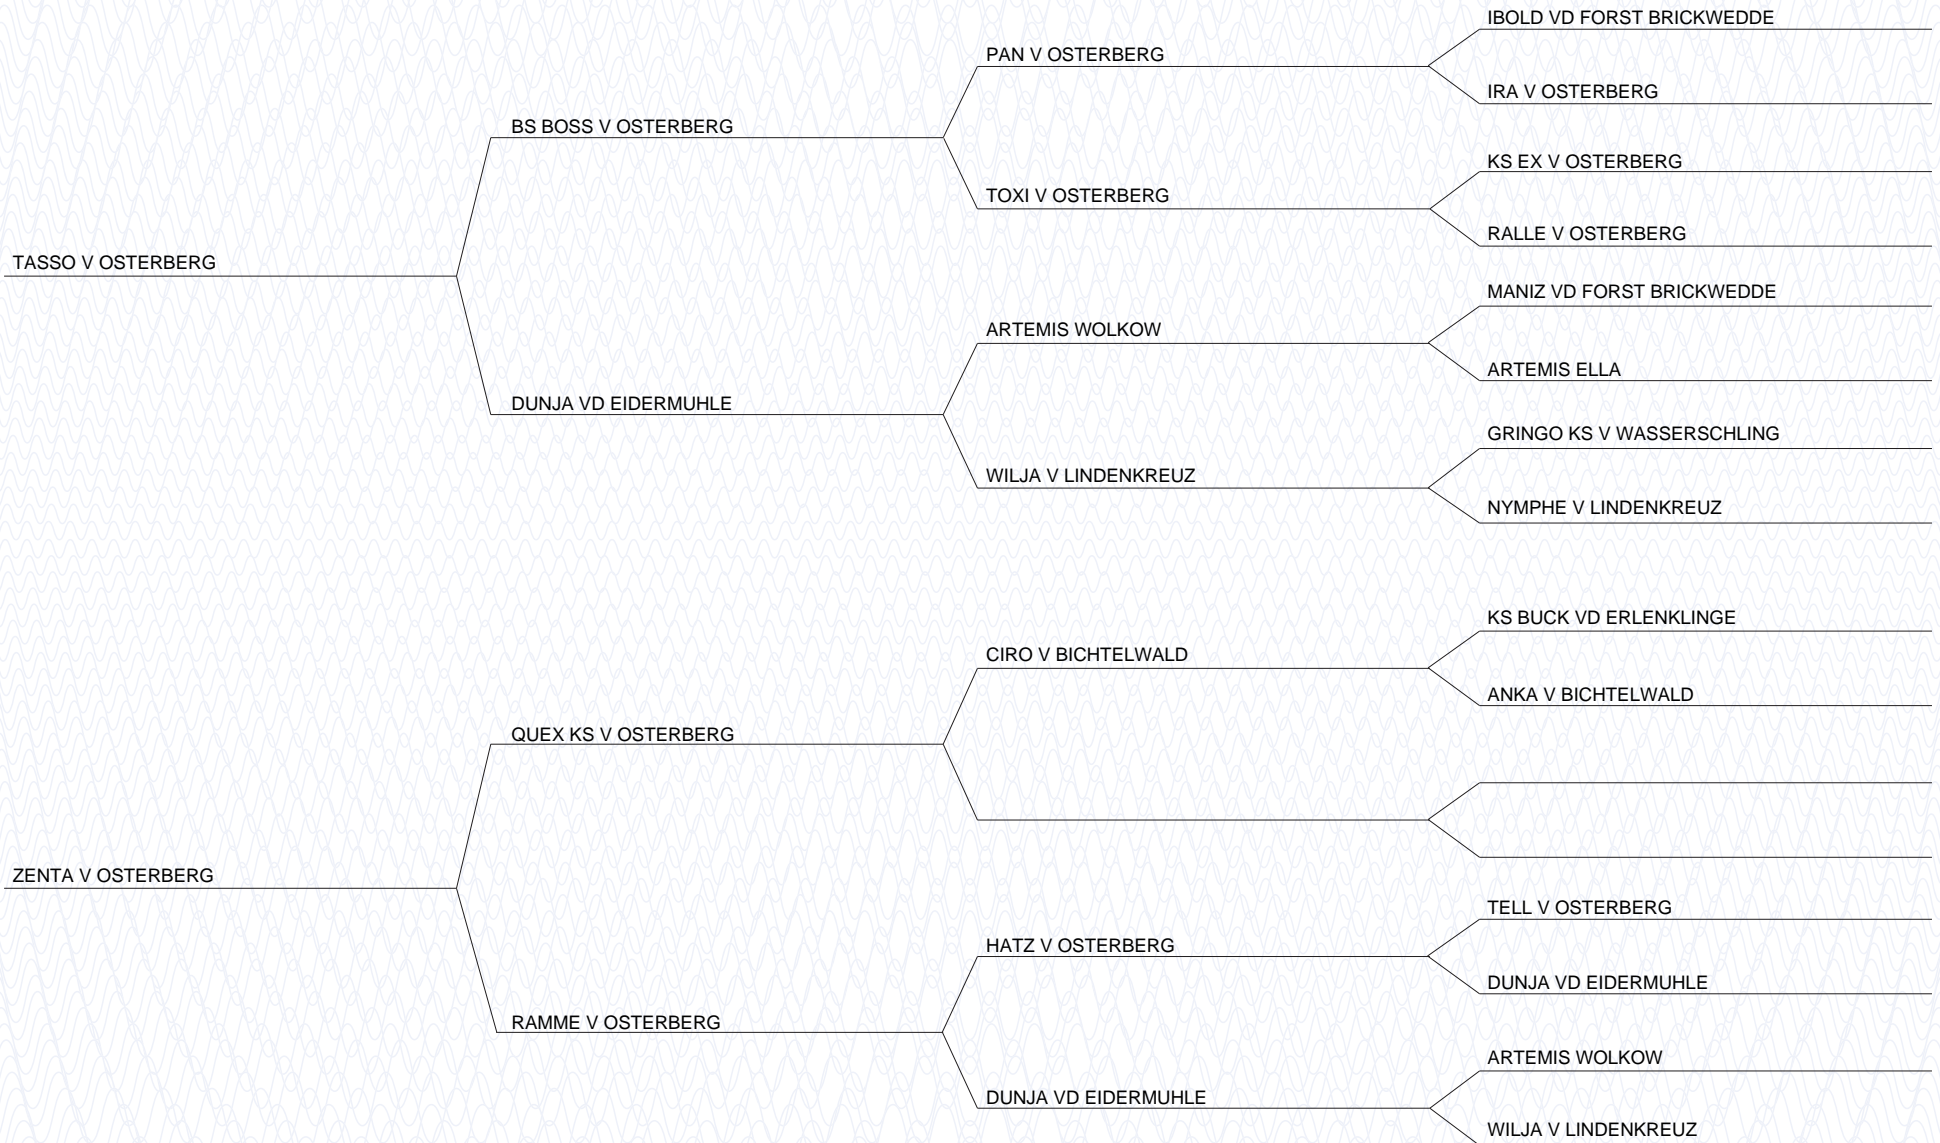 IBOLD VD FORST BRICKWEDDE
PAN V OSTERBERG
IRA V OSTERBERG
BS BOSS V OSTERBERG
KS EX V OSTERBERG
TOXI V OSTERBERG
RALLE V OSTERBERG
TASSO V OSTERBERG
MANIZ VD FORST BRICKWEDDE
ARTEMIS WOLKOW
ARTEMIS ELLA
DUNJA VD EIDERMUHLE
GRINGO KS V WASSERSCHLING
WILJA V LINDENKREUZ
NYMPHE V LINDENKREUZ
KS BUCK VD ERLENKLINGE
CIRO V BICHTELWALD
ANKA V BICHTELWALD
QUEX KS V OSTERBERG
ZENTA V OSTERBERG
TELL V OSTERBERG
HATZ V OSTERBERG
DUNJA VD EIDERMUHLE
RAMME V OSTERBERG
ARTEMIS WOLKOW
DUNJA VD EIDERMUHLE
WILJA V LINDENKREUZ